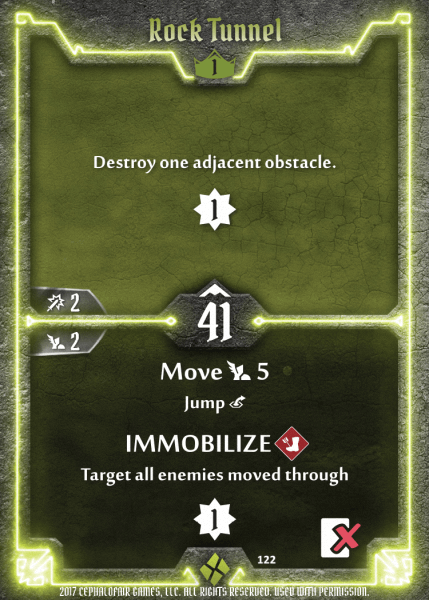 Rock Tunnel
1
Destroy one adjacent obstacle.
1
2
41
2
Move 5
Jump
IMMOBILIZE
Target all enemies moved through
1
122
2017 CEPHALOFAIR GAMES, LLC. ALL RIGHTS RESERVED. USED WITH PERMISSION.